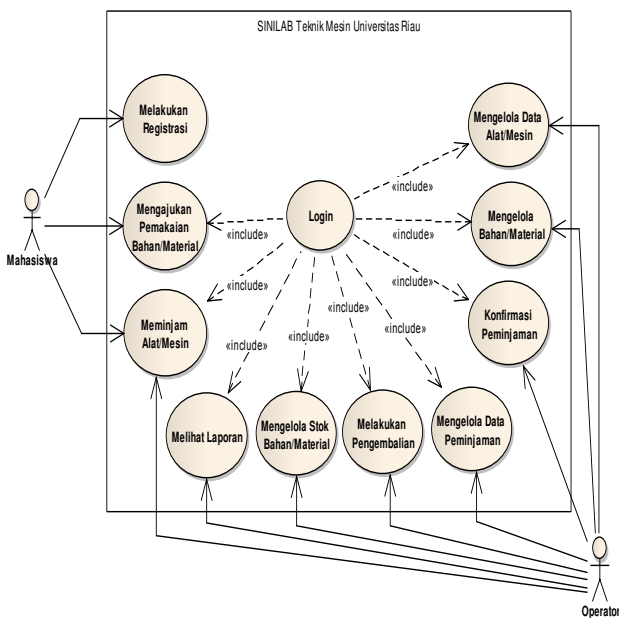 SINILAB Teknik Mesin Universitas Riau
Melakukan
Registrasi
Mengelola Data
Alat/Mesin
«include»
Mengajukan
Pemakaian
Bahan/Material
«include»
Login
«include»
Mengelola
Bahan/Material
Mahasiswa
Meminjam
Alat/Mesin
«include»
«include»
«include»
«include»
«include»
«include»
Konfirmasi
Peminjaman
Melihat Laporan
Mengelola Stok
Bahan/Material
Melakukan
Pengembalian
Mengelola Data
Peminjaman
Operator